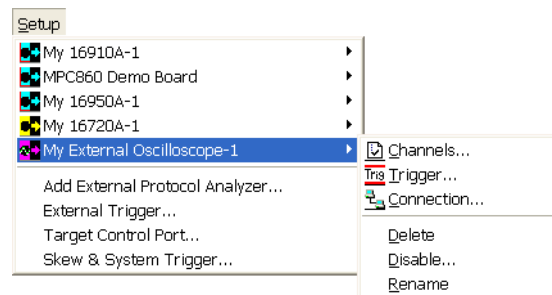 Setup
My 16910A-1
MPC860 Demo Board
My 16950A-1
My 16720A-1
My External Oscilloscope-1
Add External Protocol Analyzer...
External Trigger...
Target Control Port...
Skew & System Trigger...
Channels...
Trig Trigger...
Connection...
Delete
Disable...
Rename